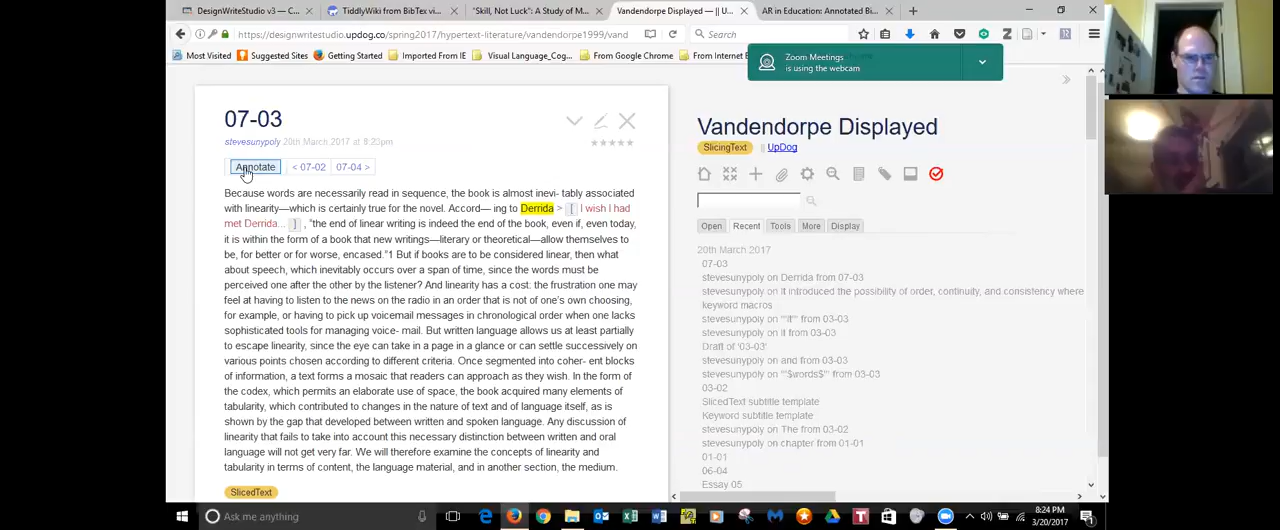 DesignWriteStudio v3 — C...
TiddlyWiki from BibTex vi...
"Skill, Not Luck": A Study of M...
Vandendorpe Displayed — || U...
AR in Education: Annotated Bi...
https://designwritestudio.updog.co/spring2017/hypertext-literature/vandendorpe1999/vand
Search
Most Visited
Suggested Sites
Getting Started
Imported From IE
Visual Language_Cog...
From Google Chrome
From Internet E
Zoom Meetings
is using the webcam
07-03
stevesunypoly 20th March 2017 at 8:23pm
Annotate
< 07-02
07-04 >
Because words are necessarily read in sequence, the book is almost inevi- tably associated
with linearity—which is certainly true for the novel. Accord— ing to Derrida > [ I wish I had
met Derrida... ] , "the end of linear writing is indeed the end of the book, even if, even today,
it is within the form of a book that new writings—literary or theoretical—allow themselves to
be, for better or for worse, encased."1 But if books are to be considered linear, then what
about speech, which inevitably occurs over a span of time, since the words must be
perceived one after the other by the listener? And linearity has a cost: the frustration one may
feel at having to listen to the news on the radio in an order that is not of one's own choosing,
for example, or having to pick up voicemail messages in chronological order when one lacks
sophisticated tools for managing voice- mail. But written language allows us at least partially
to escape linearity, since the eye can take in a page in a glance or can settle successively on
various points chosen according to different criteria. Once segmented into coher- ent blocks
of information, a text forms a mosaic that readers can approach as they wish. In the form of
the codex, which permits an elaborate use of space, the book acquired many elements of
tabularity, which contributed to changes in the nature of text and of language itself, as is
shown by the gap that developed between written and spoken language. Any discussion of
linearity that fails to take into account this necessary distinction between written and oral
language will not get very far. We will therefore examine the concepts of linearity and
tabularity in terms of content, the language material, and in another section, the medium.
SlicedText
Vandendorpe Displayed
SlicingText || UpDog
Open
Recent
Tools
More
Display
20th March 2017
07-03
stevesunypoly on Derrida from 07-03
stevesunypoly on It introduced the possibility of order, continuity, and consistency where
keyword macros
stevesunypoly on """It""" from 03-03
stevesunypoly on It from 03-03
Draft of '03-03'
stevesunypoly on and from 03-03
stevesunypoly on """$words$""" from 03-03
03-02
SlicedText subtitle template
Keyword subtitle template
stevesunypoly on The from 03-02
stevesunypoly on chapter from 01-01
01-01
06-04
Essay 05
Ask me anything
8:24 PM
3/20/2017